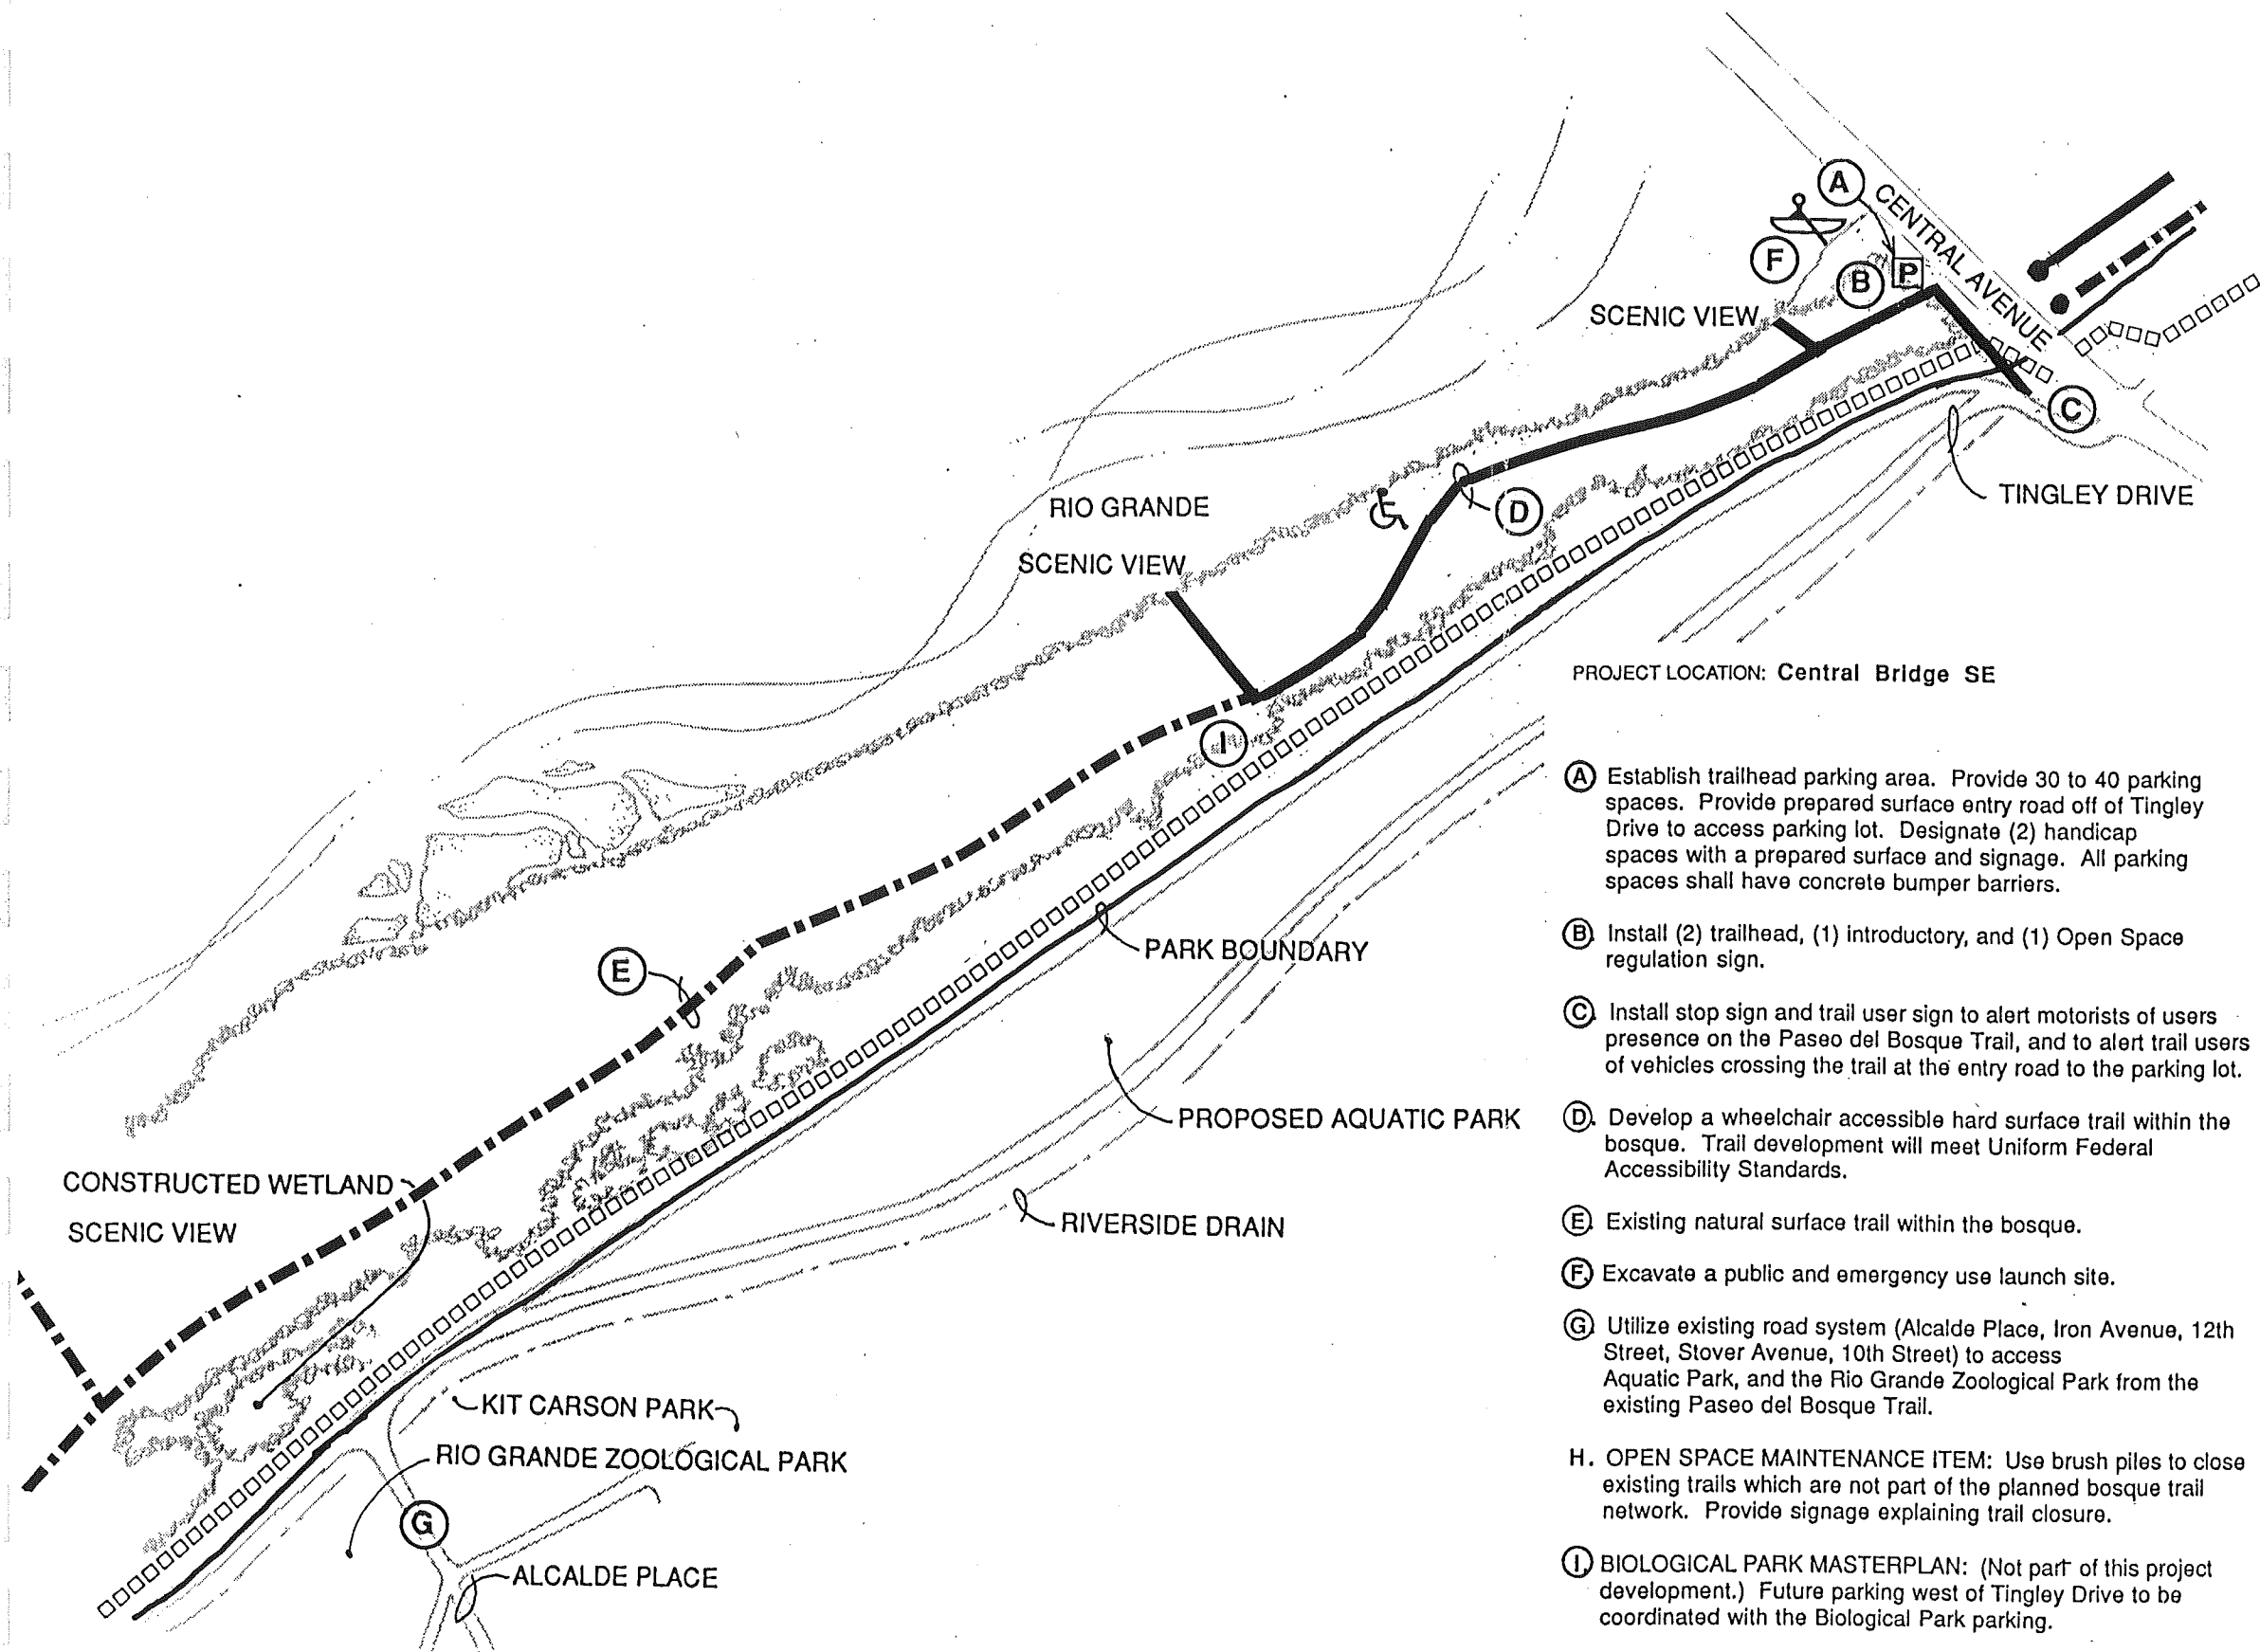 A
CENTRAL AVENUE
F
B
P
SCENIC VIEW
C
TINGLEY DRIVE
RIO GRANDE
D
SCENIC VIEW
I
E
PARK BOUNDARY
PROPOSED AQUATIC PARK
CONSTRUCTED WETLAND
SCENIC VIEW
RIVERSIDE DRAIN
KIT CARSON PARK
RIO GRANDE ZOOLOGICAL PARK
G
ALCALDE PLACE
PROJECT LOCATION: Central Bridge SE
A Establish trailhead parking area. Provide 30 to 40 parking
spaces. Provide prepared surface entry road off of Tingley
Drive to access parking lot. Designate (2) handicap
spaces with a prepared surface and signage. All parking
spaces shall have concrete bumper barriers.
B. Install (2) trailhead, (1) introductory, and (1) Open Space
regulation sign.
C. Install stop sign and trail user sign to alert motorists of users
presence on the Paseo del Bosque Trail, and to alert trail users
of vehicles crossing the trail at the entry road to the parking lot.
D. Develop a wheelchair accessible hard surface trail within the
bosque. Trail development will meet Uniform Federal
Accessibility Standards.
E. Existing natural surface trail within the bosque.
F. Excavate a public and emergency use launch site.
G. Utilize existing road system (Alcalde Place, Iron Avenue, 12th
Street, Stover Avenue, 10th Street) to access
Aquatic Park, and the Rio Grande Zoological Park from the
existing Paseo del Bosque Trail.
H. OPEN SPACE MAINTENANCE ITEM: Use brush piles to close
existing trails which are not part of the planned bosque trail
network. Provide signage explaining trail closure.
I. BIOLOGICAL PARK MASTERPLAN: (Not part of this project
development.) Future parking west of Tingley Drive to be
coordinated with the Biological Park parking.